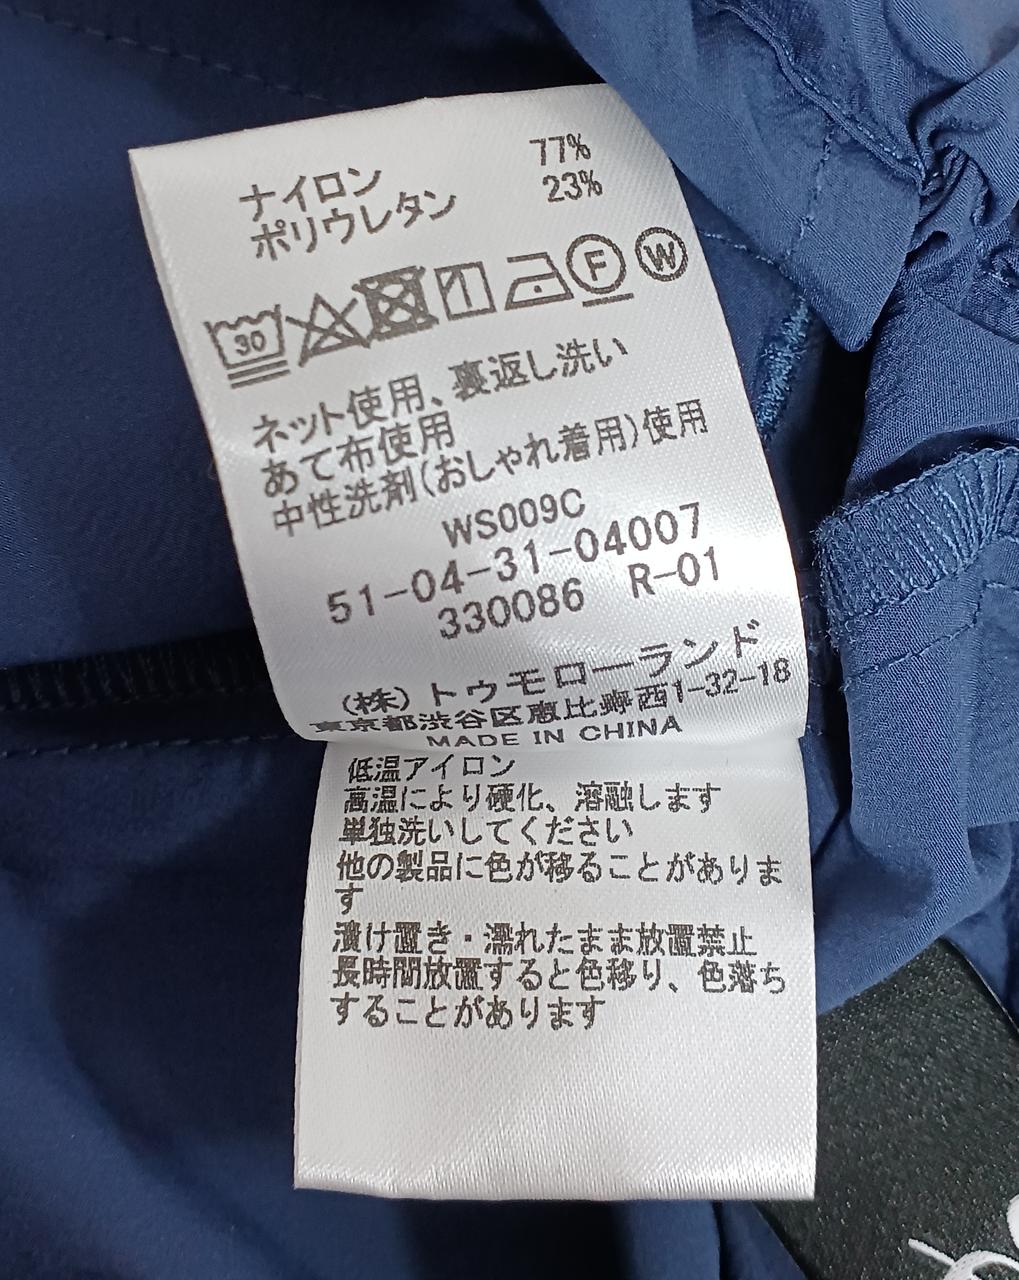 ナイロン 77%
ポリウレタン 23%
30 F W
ネット使用、裏返し洗い
あて布使用
中性洗剤(おしゃれ着用)使用
WS009C
51-04-31-04007
330086 R-01
(株)トゥモローランド
東京都渋谷区恵比寿西1-32-18
MADE IN CHINA
低温アイロン
高温により硬化、溶融します
単独洗いしてください
他の製品に色が移ることがありま
す
漬け置き・濡れたまま放置禁止
長時間放置すると色移り、色落ち
することがあります